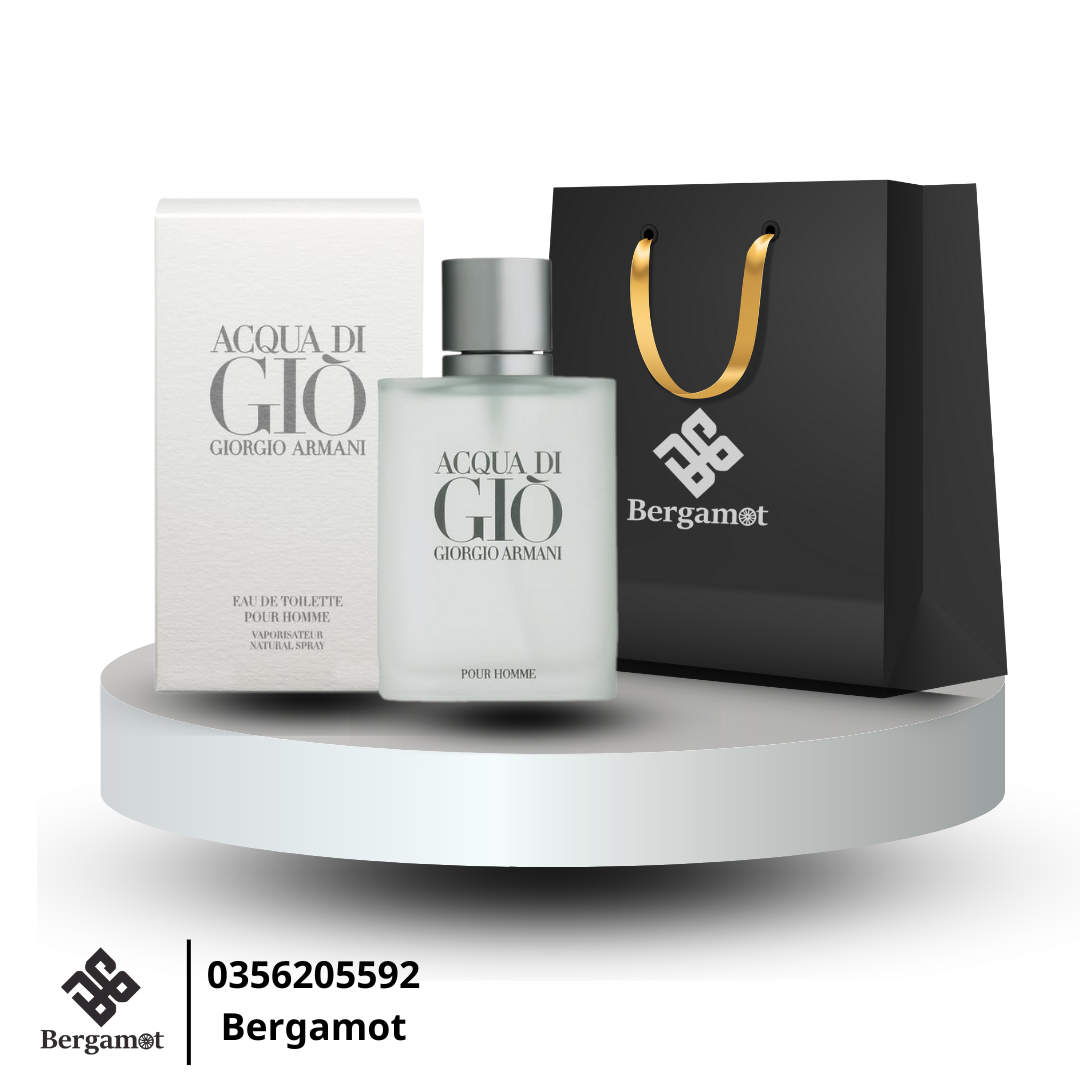 ACQUA DI
GIÒ
GIORGIO ARMANI
EAU DE TOILETTE
POUR HOMME
VAPORISATEUR
NATURAL SPRAY
ACQUA DI
GIÒ
GIORGIO ARMANI
POUR HOMME
Bergamot
Bergamot
0356205592
Bergamot